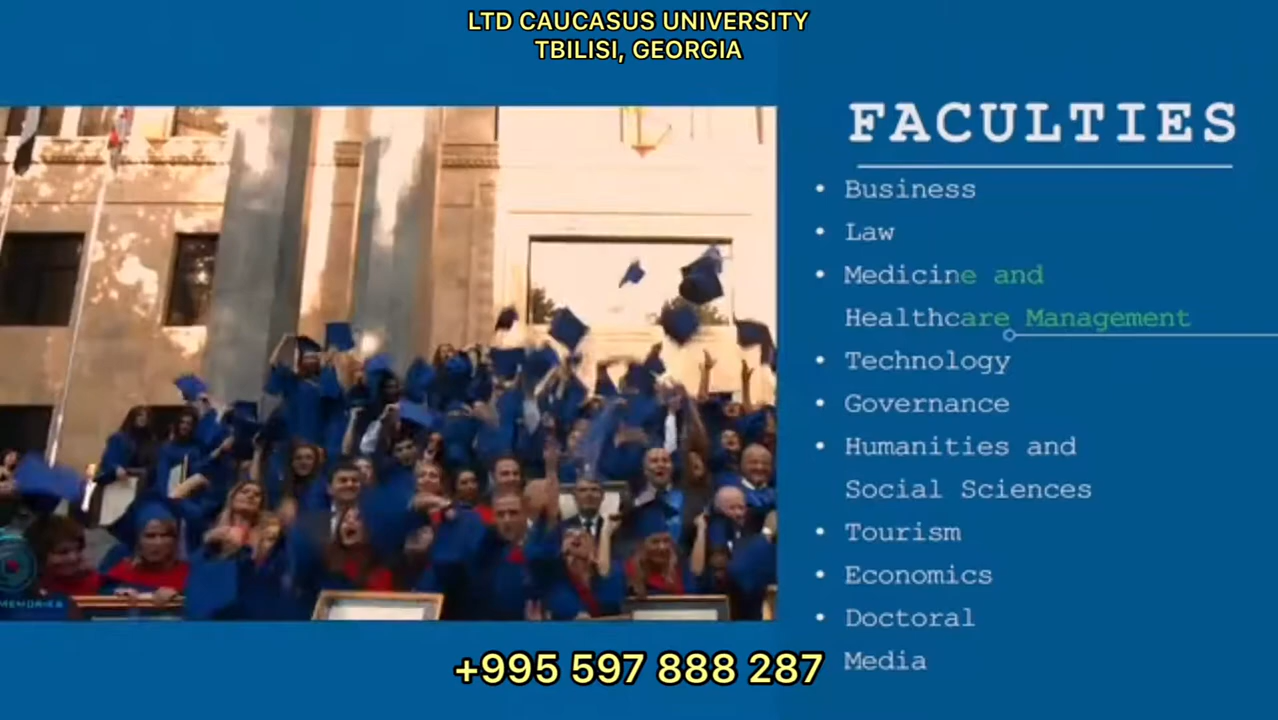 LTD CAUCASUS UNIVERSITY
TBILISI, GEORGIA
FACULTIES
• Business
• Law
• Medicine and
Healthcare Management
• Technology
• Governance
• Humanities and
Social Sciences
• Tourism
• Economics
• Doctoral
Media
+995 597 888 287
MEMORIES